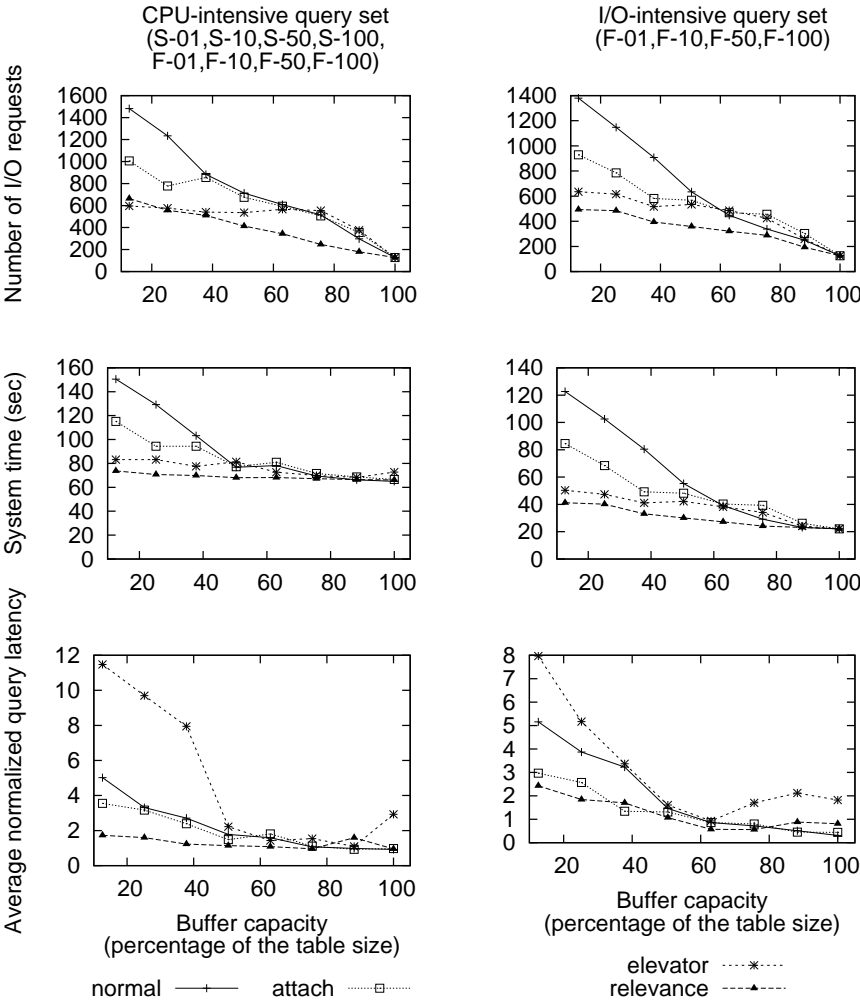 CPU-intensive query set
(S-01,S-10,S-50,S-100,
F-01,F-10,F-50,F-100)
I/O-intensive query set
(F-01,F-10,F-50,F-100)
Number of I/O requests
1600
1400
1200
1000
800
600
400
200
0
20 40 60 80 100
1400
1200
1000
800
600
400
200
0
20 40 60 80 100
System time (sec)
160
140
120
100
80
60
40
20
0
20 40 60 80 100
140
120
100
80
60
40
20
0
20 40 60 80 100
Average normalized query latency
12
10
8
6
4
2
0
20 40 60 80 100
Buffer capacity
(percentage of the table size)
8
7
6
5
4
3
2
1
0
20 40 60 80 100
Buffer capacity
(percentage of the table size)
normal
attach
elevator
relevance